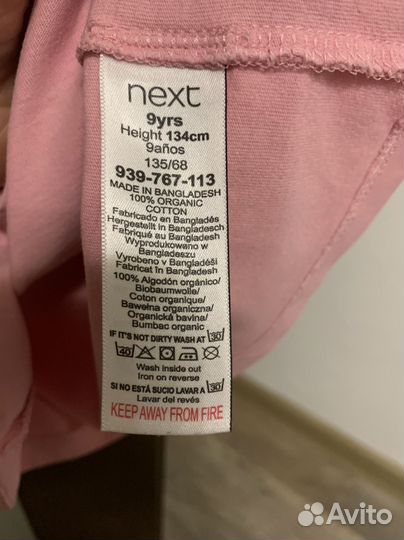 next
9yrs
Height 134cm
9años
135/68
939-767-113
MADE IN BANGLADESH
100% ORGANIC
COTTON
Fabricado en Bangladés
Hergestellt in Bangladesch
Fabriqué au Bangladesh
Wyprodukowano w
Bangladeszu
Vyrobeno v Bangladéši
Fabricat în Bangladesh
100% Algodón orgánico/
Biobaumwolle/
Coton organique/
Bawełna organiczna/
Organická bavlna/
Bumbac organic
IF IT'S NOT DIRTY WASH AT 30
40
Wash inside out
Iron on reverse
SI NO ESTÁ SUCIO LAVAR A 30
Lavar del revés
KEEP AWAY FROM FIRE
Avito